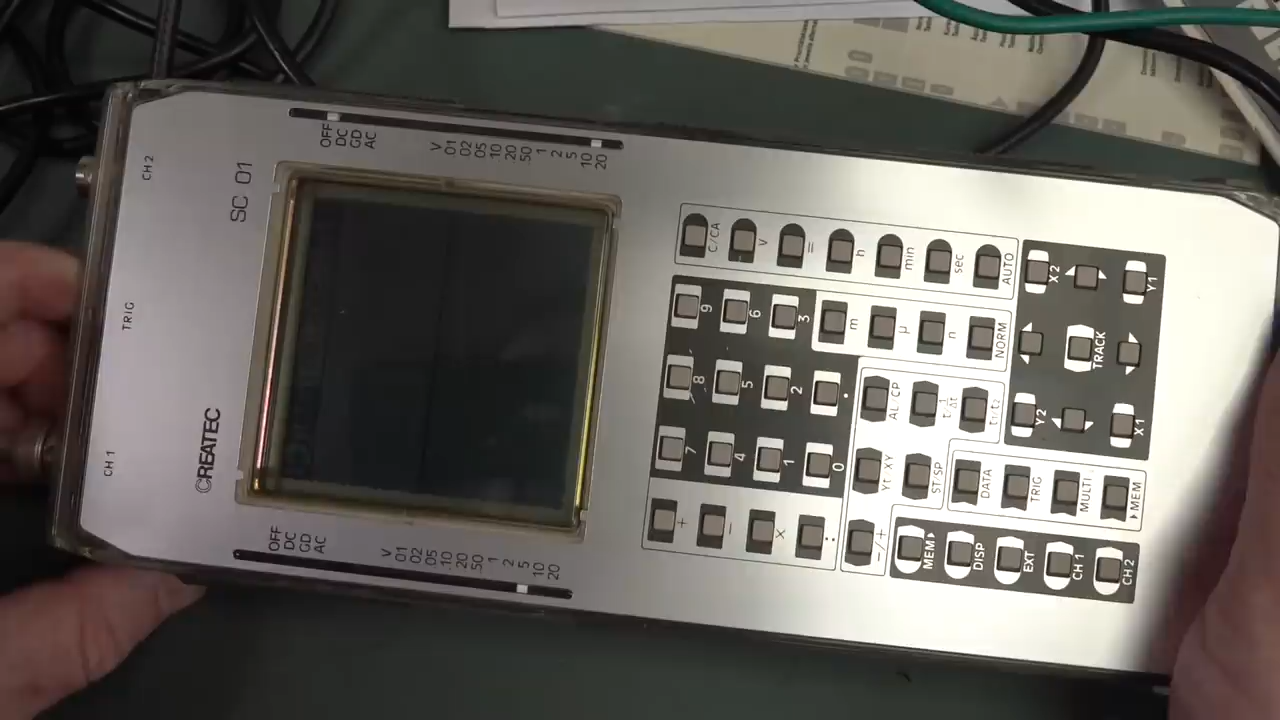 CH 2
TRIG
CH 1
SC 01
CREATEC
OFF
DC
GD
AC
V
.01
.02
.05
.10
.20
.50
1
2
5
10
20
OFF
DC
GD
AC
V
.01
.02
.05
.10
.20
.50
1
2
5
10
20
C/CA
V
=
h
min
sec
AUTO
9
6
3
m
µ
n
NORM
8
5
2
.
AL/CP
7
4
1
0
Yt XY
ST/SP
+
−
×
:
−/+
X2
Y1
TRACK
Y2
X1
DATA
TRIG
MULTI
▸MEM
MEM▸
DISP
EXT
CH 1
CH 2